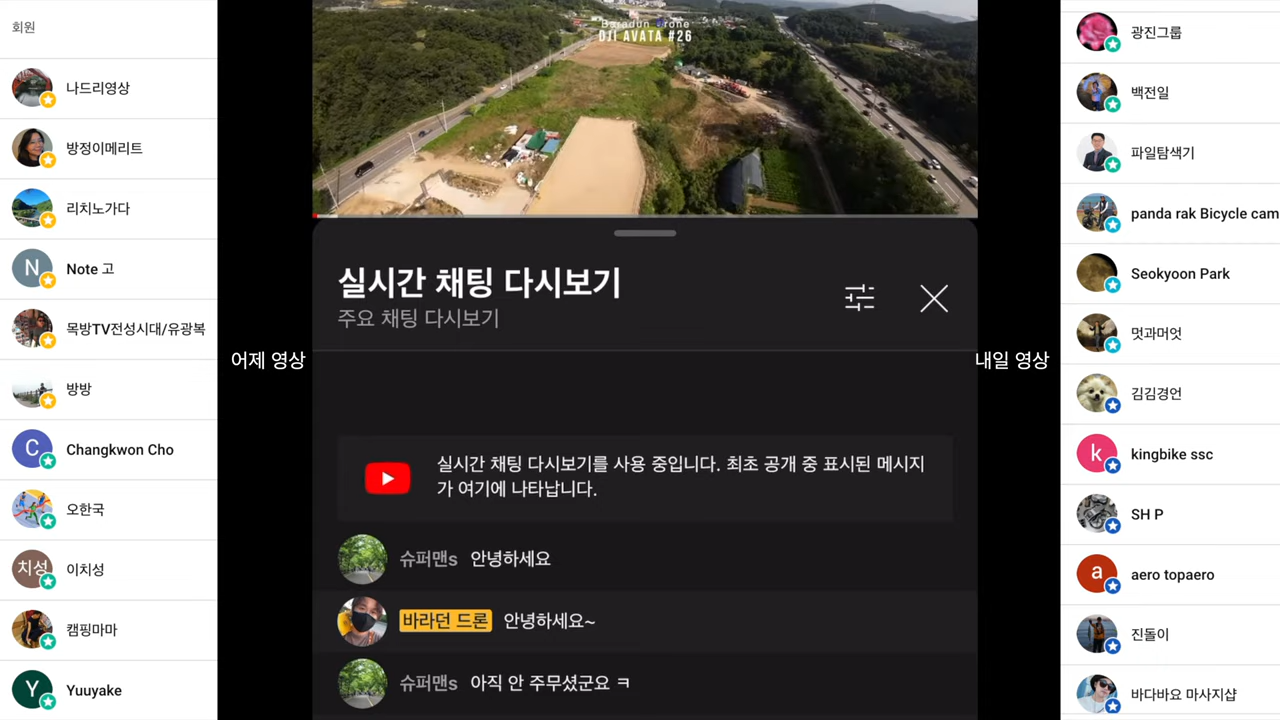 회원
나드리영상
방정이메리트
리치노가다
N
Note 고
목방TV전성시대/유광복
방방
C
Changkwon Cho
오한국
치성
이치성
캠핑마마
Y
Yuuyake
어제 영상
Baradun Drone
DJI AVATA #26
실시간 채팅 다시보기
주요 채팅 다시보기
실시간 채팅 다시보기를 사용 중입니다. 최초 공개 중 표시된 메시지
가 여기에 나타납니다.
슈퍼맨s 안녕하세요
바라던 드론 안녕하세요~
슈퍼맨s 아직 안 주무셨군요 ㅋ
내일 영상
광진그룹
백전일
파일탐색기
panda rak Bicycle cam
Seokyoon Park
멋과머엇
김김경언
k
kingbike ssc
SH P
a
aero topaero
진돌이
바다바요 마사지샵